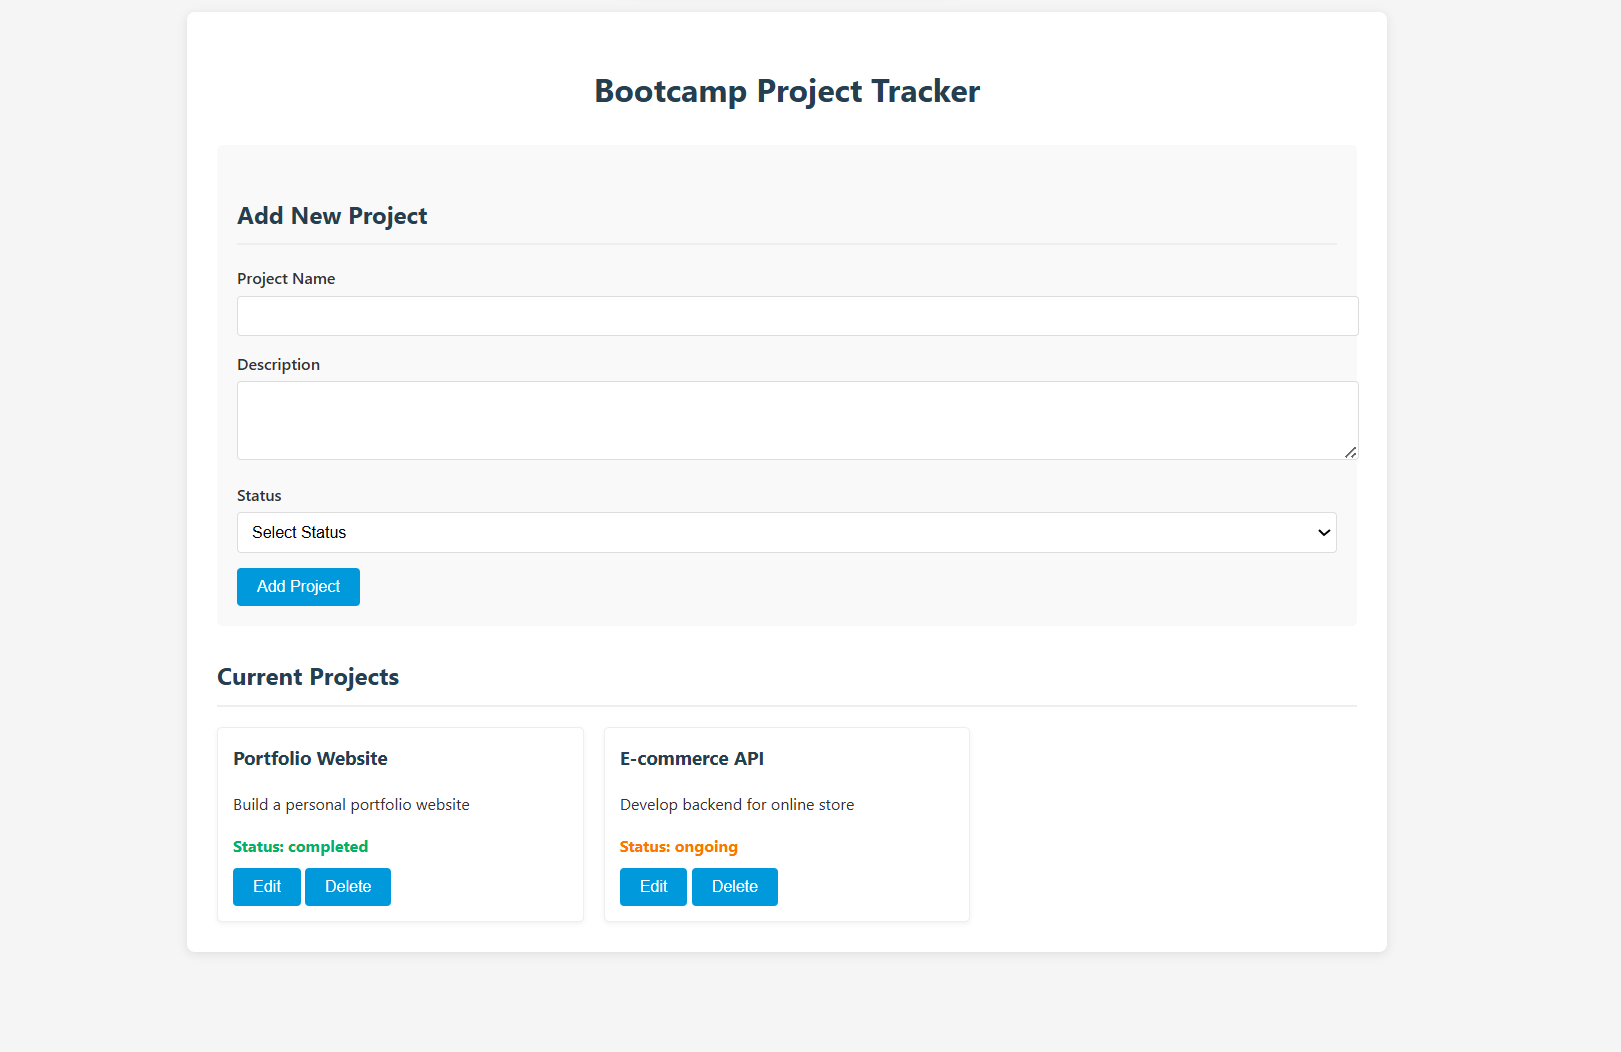 Bootcamp Project Tracker
Add New Project
Project Name
Description
Status
Select Status
Add Project
Current Projects
Portfolio Website
Build a personal portfolio website
Status: completed
Edit Delete
E-commerce API
Develop backend for online store
Status: ongoing
Edit Delete